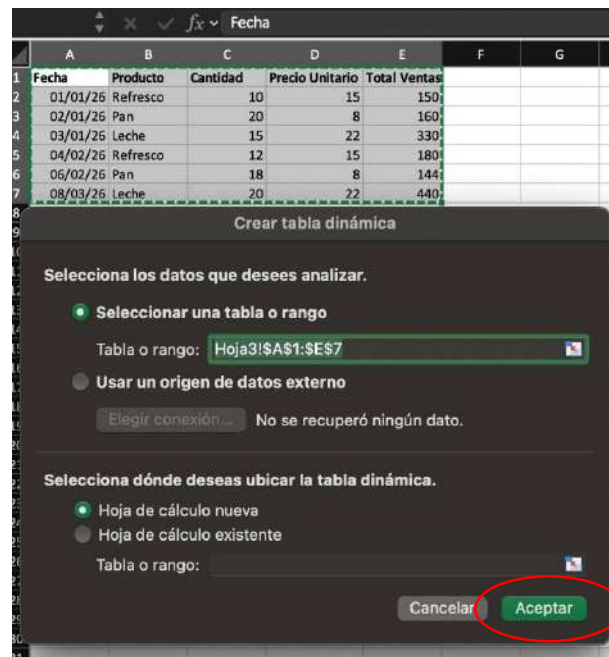 fx Fecha
A B C D E F G
1 Fecha Producto Cantidad Precio Unitario Total Ventas
2 01/01/26 Refresco 10 15 150
3 02/01/26 Pan 20 8 160
4 03/01/26 Leche 15 22 330
5 04/02/26 Refresco 12 15 180
6 06/02/26 Pan 18 8 144
7 08/03/26 Leche 20 22 440
8
9
Crear tabla dinámica
Selecciona los datos que desees analizar.
Seleccionar una tabla o rango
Tabla o rango: Hoja3!$A$1:$E$7
Usar un origen de datos externo
Elegir conexión... No se recuperó ningún dato.
Selecciona dónde deseas ubicar la tabla dinámica.
Hoja de cálculo nueva
Hoja de cálculo existente
Tabla o rango:
Cancelar Aceptar